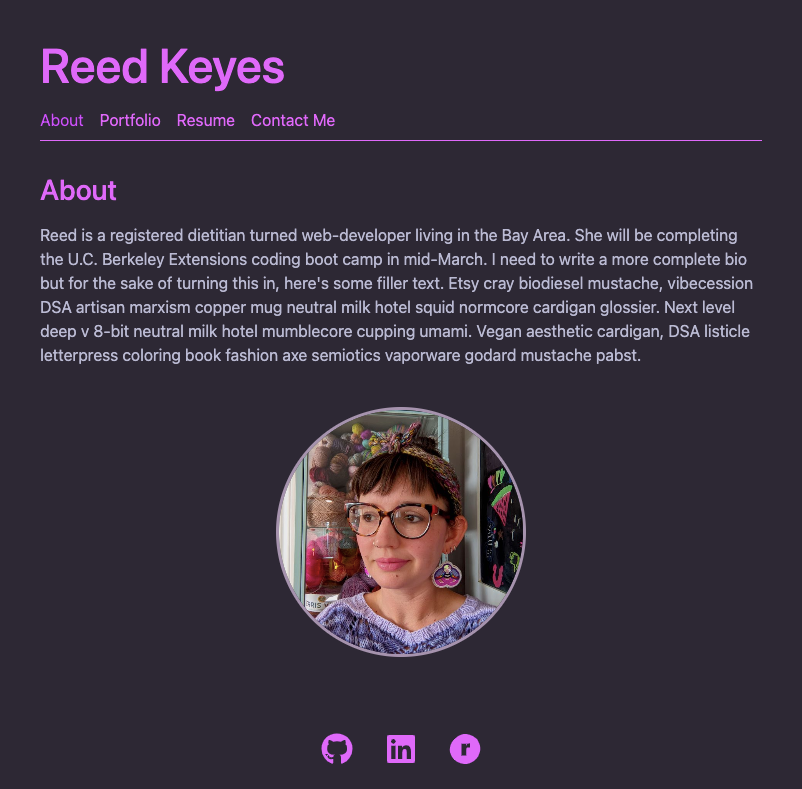 Reed Keyes
About Portfolio Resume Contact Me
About
Reed is a registered dietitian turned web-developer living in the Bay Area. She will be completing
the U.C. Berkeley Extensions coding boot camp in mid-March. I need to write a more complete bio
but for the sake of turning this in, here's some filler text. Etsy cray biodiesel mustache, vibecession
DSA artisan marxism copper mug neutral milk hotel squid normcore cardigan glossier. Next level
deep v 8-bit neutral milk hotel mumblecore cupping umami. Vegan aesthetic cardigan, DSA listicle
letterpress coloring book fashion axe semiotics vaporware godard mustache pabst.
in r